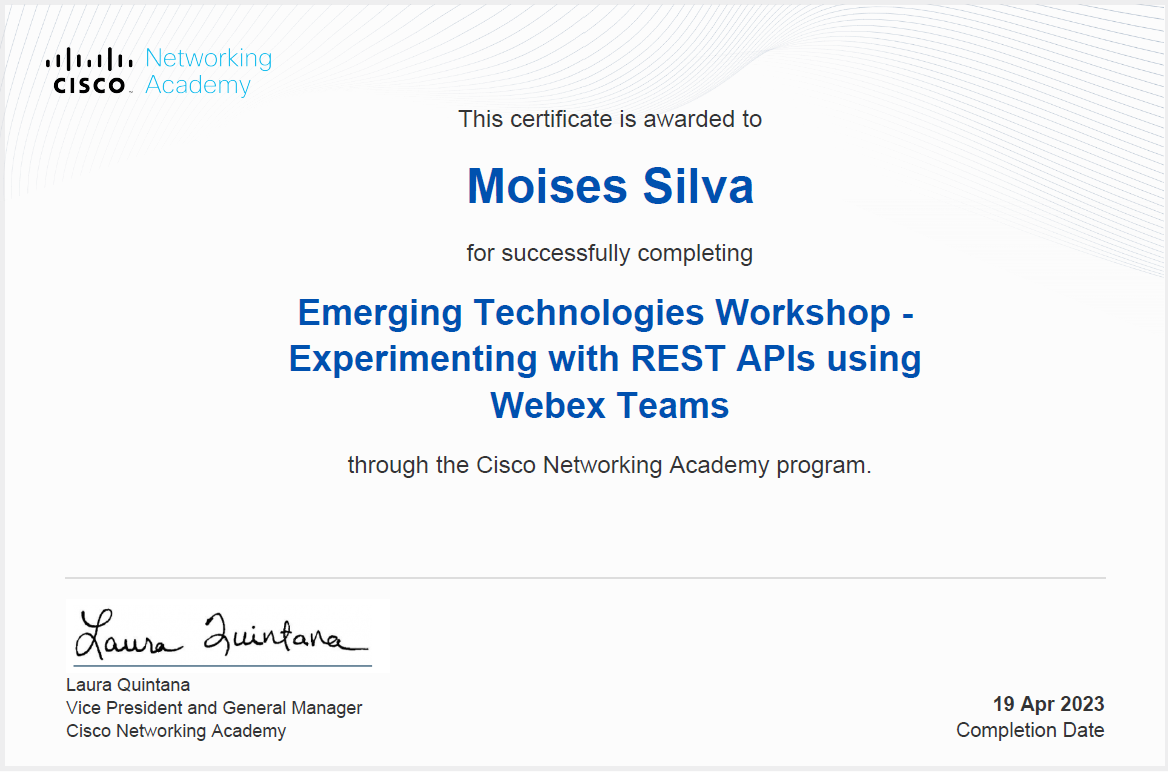 Networking
CISCO Academy
This certificate is awarded to
Moises Silva
for successfully completing
Emerging Technologies Workshop -
Experimenting with REST APIs using
Webex Teams
through the Cisco Networking Academy program.
Laura Quintana
Laura Quintana
Vice President and General Manager
Cisco Networking Academy
19 Apr 2023
Completion Date